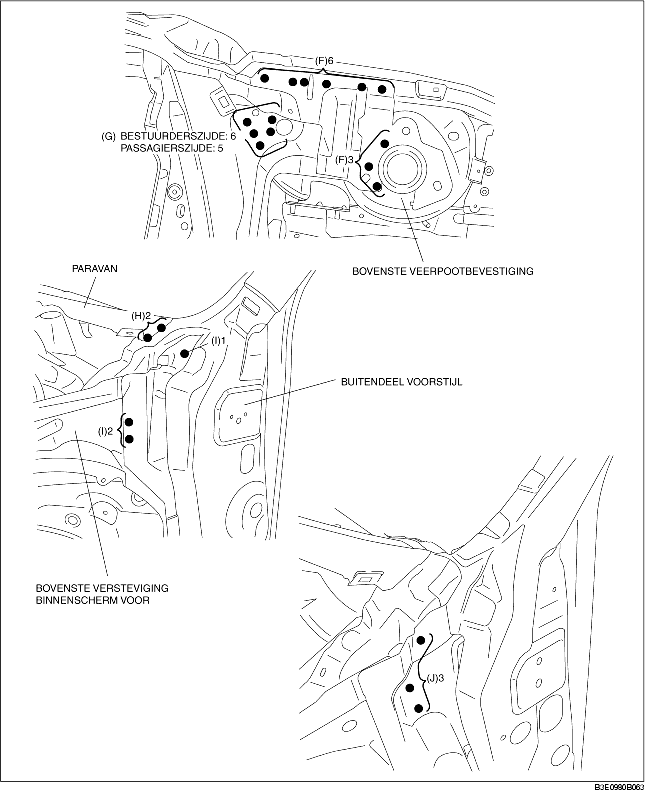 (F)6
(G) BESTUURDERSZIJDE: 6
PASSAGIERSZIJDE: 5
(F)3
BOVENSTE VEERPOOTBEVESTIGING
PARAVAN
(H)2
(I)1
BUITENDEEL VOORSTIJL
(I)2
BOVENSTE VERSTEVIGING
BINNENSCHERM VOOR
(J)3
B3E0980B063